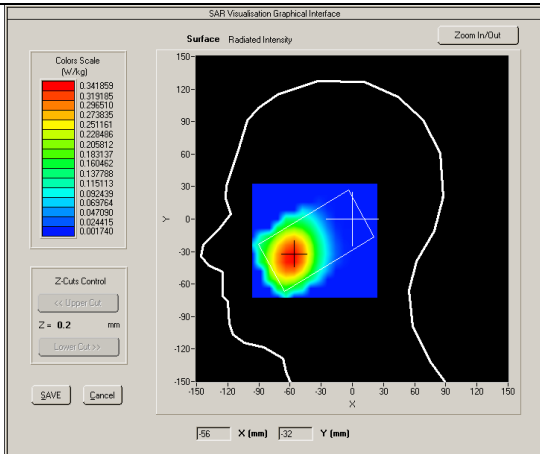 SAR Visualisation Graphical Interface
Surface Radiated Intensity
Zoom In/Out
Colors Scale
(W/kg)
0.341859
0.319185
0.296510
0.273835
0.251161
0.228486
0.205812
0.183137
0.160462
0.137788
0.115113
0.092439
0.069764
0.047090
0.024415
0.001740
Z-Cuts Control
<< Upper Cut
Z = 0.2 mm
Lower Cut >>
SAVE Cancel
150
120
90
60
30
0
-30
-60
-90
-120
-150
Y
-150 -120 -90 -60 -30 0 30 60 90 120 150
X
-56 X (mm) -32 Y (mm)